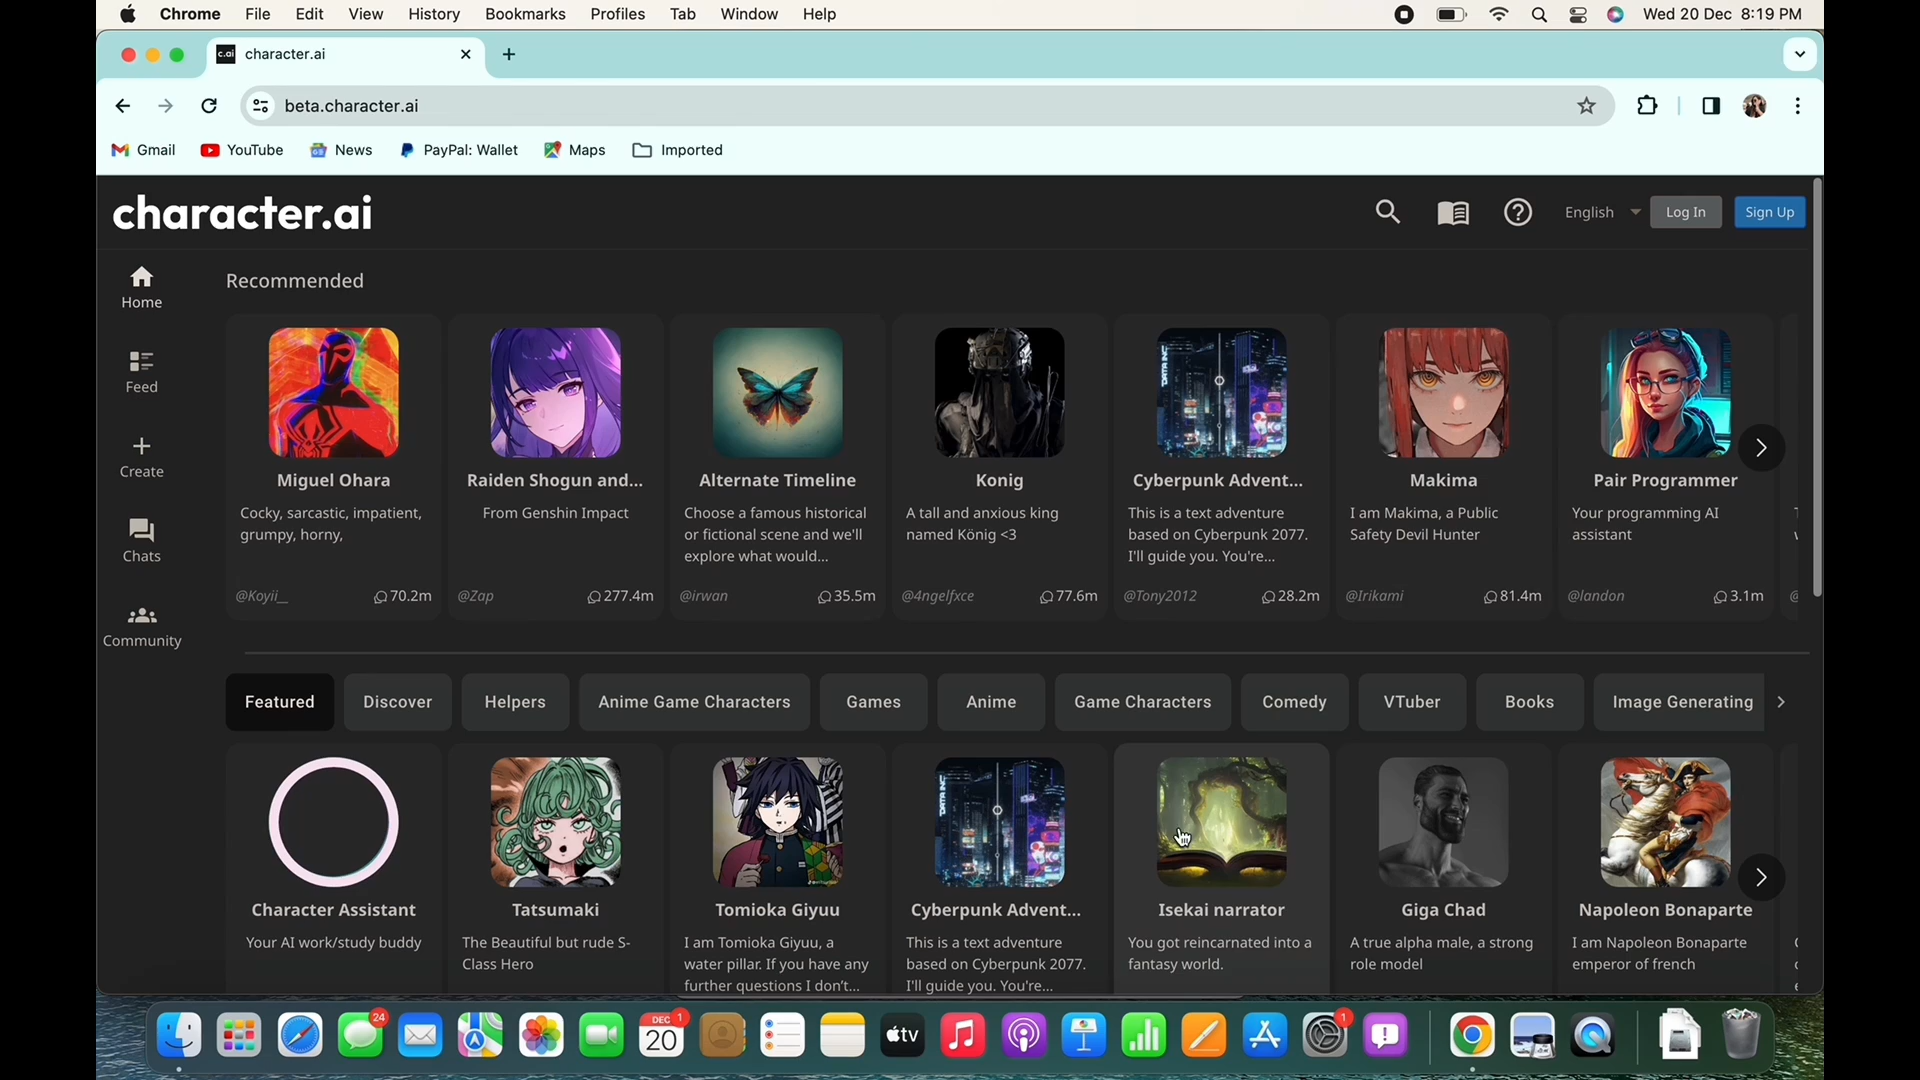 Chrome File Edit View History Bookmarks Profiles Tab Window Help Wed 20 Dec 8:19 PM
c.ai character.ai
beta.character.ai
Gmail YouTube News PayPal: Wallet Maps Imported
character.ai English Log In Sign Up
Home
Feed
Create
Chats
Community
Recommended
Miguel Ohara
Cocky, sarcastic, impatient,
grumpy, horny,
@Koyii__ 70.2m
Raiden Shogun and...
From Genshin Impact
@Zap 277.4m
Alternate Timeline
Choose a famous historical
or fictional scene and we'll
explore what would...
@irwan 35.5m
Konig
A tall and anxious king
named König <3
@4ngelfxce 77.6m
DATA INC
Cyberpunk Advent...
This is a text adventure
based on Cyberpunk 2077.
I'll guide you. You're...
@Tony2012 28.2m
Makima
I am Makima, a Public
Safety Devil Hunter
@Irikami 81.4m
Pair Programmer
Your programming AI
assistant
@landon 3.1m
Featured Discover Helpers Anime Game Characters Games Anime Game Characters Comedy VTuber Books Image Generating
Character Assistant
Your AI work/study buddy
Tatsumaki
The Beautiful but rude S-
Class Hero
Tomioka Giyuu
I am Tomioka Giyuu, a
water pillar. If you have any
further questions I don't...
DATA INC
Cyberpunk Advent...
This is a text adventure
based on Cyberpunk 2077.
I'll guide you. You're...
Isekai narrator
You got reincarnated into a
fantasy world.
Giga Chad
A true alpha male, a strong
role model
Napoleon Bonaparte
I am Napoleon Bonaparte
emperor of french
24 DEC 1 20 tv 1